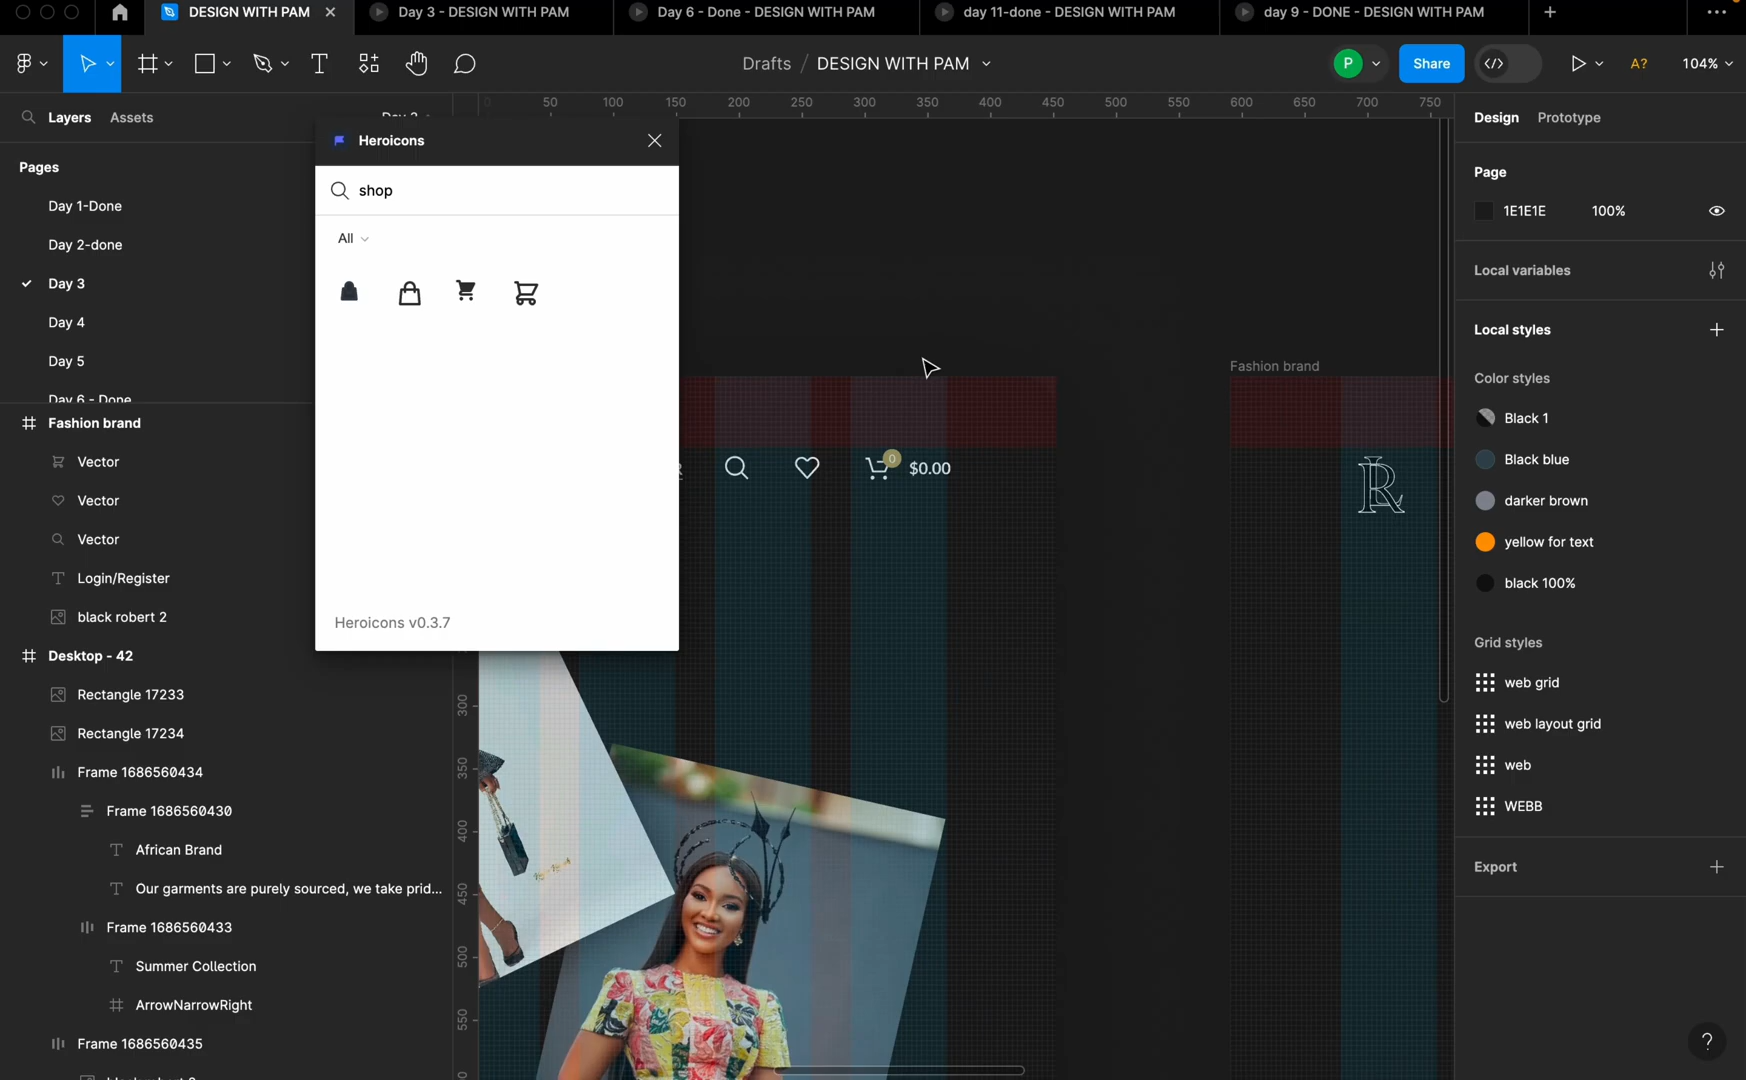 DESIGN WITH PAM
Day 3 - DESIGN WITH PAM
Day 6 - Done - DESIGN WITH PAM
day 11-done - DESIGN WITH PAM
day 9 - DONE - DESIGN WITH PAM
Drafts / DESIGN WITH PAM
P
Share
A?
104%
Layers
Assets
Pages
Day 1-Done
Day 2-done
Day 3
Day 4
Day 5
Day 6 - Done
Fashion brand
Vector
Vector
Vector
Login/Register
black robert 2
Desktop - 42
Rectangle 17233
Rectangle 17234
Frame 1686560434
Frame 1686560430
African Brand
Our garments are purely sourced, we take prid...
Frame 1686560433
Summer Collection
ArrowNarrowRight
Frame 1686560435
Heroicons
shop
All
Heroicons v0.3.7
0 50 100 150 200 250 300 350 400 450 500 550 600 650 700 750
300
350
400
450
500
550
0
$0.00
Fashion brand
Design
Prototype
Page
1E1E1E
100%
Local variables
Local styles
Color styles
Black 1
Black blue
darker brown
yellow for text
black 100%
Grid styles
web grid
web layout grid
web
WEBB
Export
?